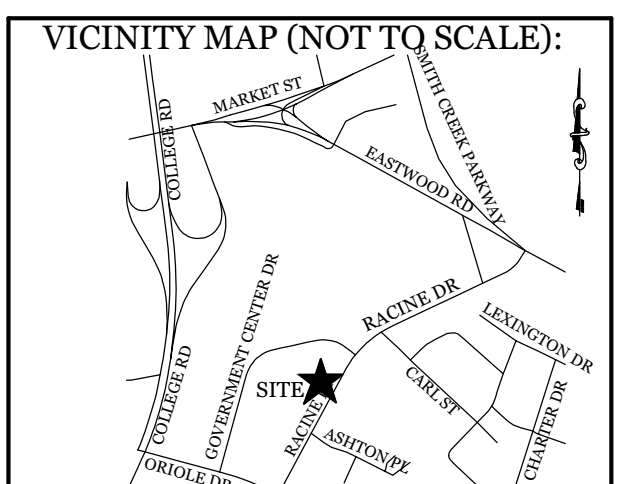 VICINITY MAP (NOT TO SCALE):
MARKET ST
SMITH CREEK PARKWAY
COLLEGE RD
EASTWOOD RD
GOVERNMENT CENTER DR
RACINE DR
LEXINGTON DR
SITE
CARL ST
COLLEGE RD
RACINE
ASHTON PL
CHARTER DR
ORIOLE DR